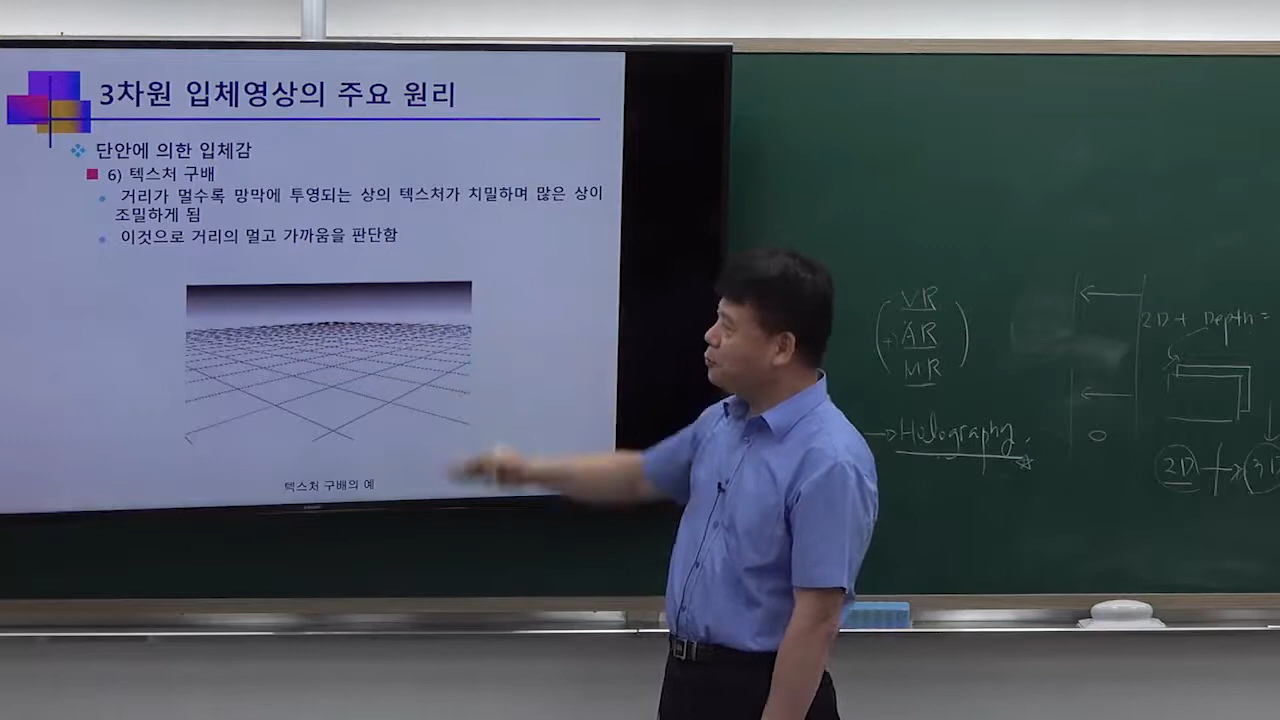 3차원 입체영상의 주요 원리
단안에 의한 입체감
6) 텍스처 구배
거리가 멀수록 망막에 투영되는 상의 텍스처가 치밀하며 많은 상이
조밀하게 됨
이것으로 거리의 멀고 가까움을 판단함
텍스처 구배의 예
VR
AR
MR
→Holography.
2D + Depth =
0
2D